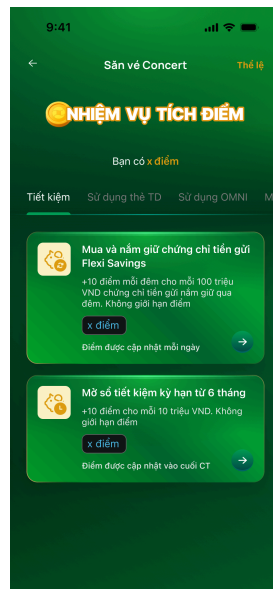 9:41
Săn vé Concert
Thể lệ
NHIỆM VỤ TÍCH ĐIỂM
Bạn có x điểm
Tiết kiệm
Sử dụng thẻ TD
Sử dụng OMNI
M
Mua và nắm giữ chứng chỉ tiền gửi
Flexi Savings
+10 điểm mỗi đêm cho mỗi 100 triệu
VND chứng chỉ tiền gửi nắm giữ qua
đêm. Không giới hạn điểm
x điểm
Điểm được cập nhật mỗi ngày
Mở sổ tiết kiệm kỳ hạn từ 6 tháng
+10 điểm cho mỗi 10 triệu VND. Không
giới hạn điểm
x điểm
Điểm được cập nhật vào cuối CT